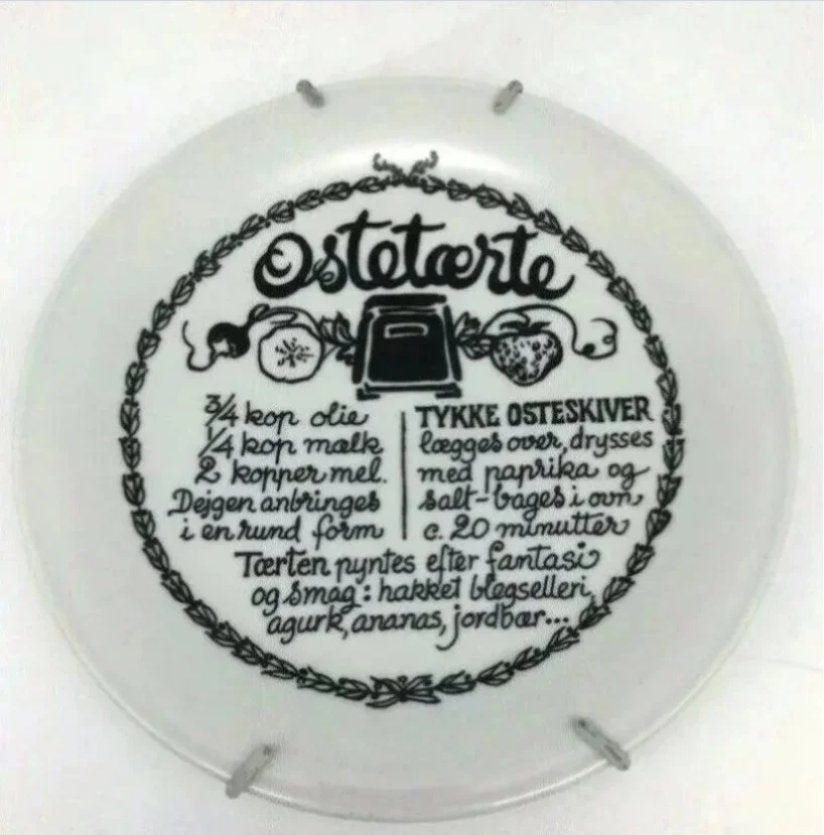 Ostetærte
3/4 kop olie
1/4 kop mælk
2 kopper mel.
Dejgen anbringes
i en rund form
TYKKE OSTESKIVER
lægges over, drysses
med paprika og
salt-bages i ovn
c. 20 minutter
Tærten pyntes efter fantasi
og smag: hakket blegselleri,
agurk, ananas, jordbær...